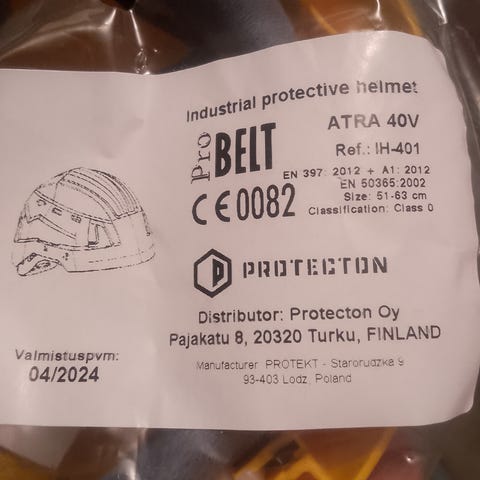 Industrial protective helmet
Pro BELT
ATRA 40V
Ref.: IH-401
EN 397: 2012 + A1: 2012
EN 50365:2002
Size: 51-63 cm
Classification: Class 0
CE0082
PROTECTON
Distributor: Protecton Oy
Pajakatu 8, 20320 Turku, FINLAND
Manufacturer PROTEKT - Starorudzka 9
93-403 Lodz, Poland
Valmistuspvm:
04/2024